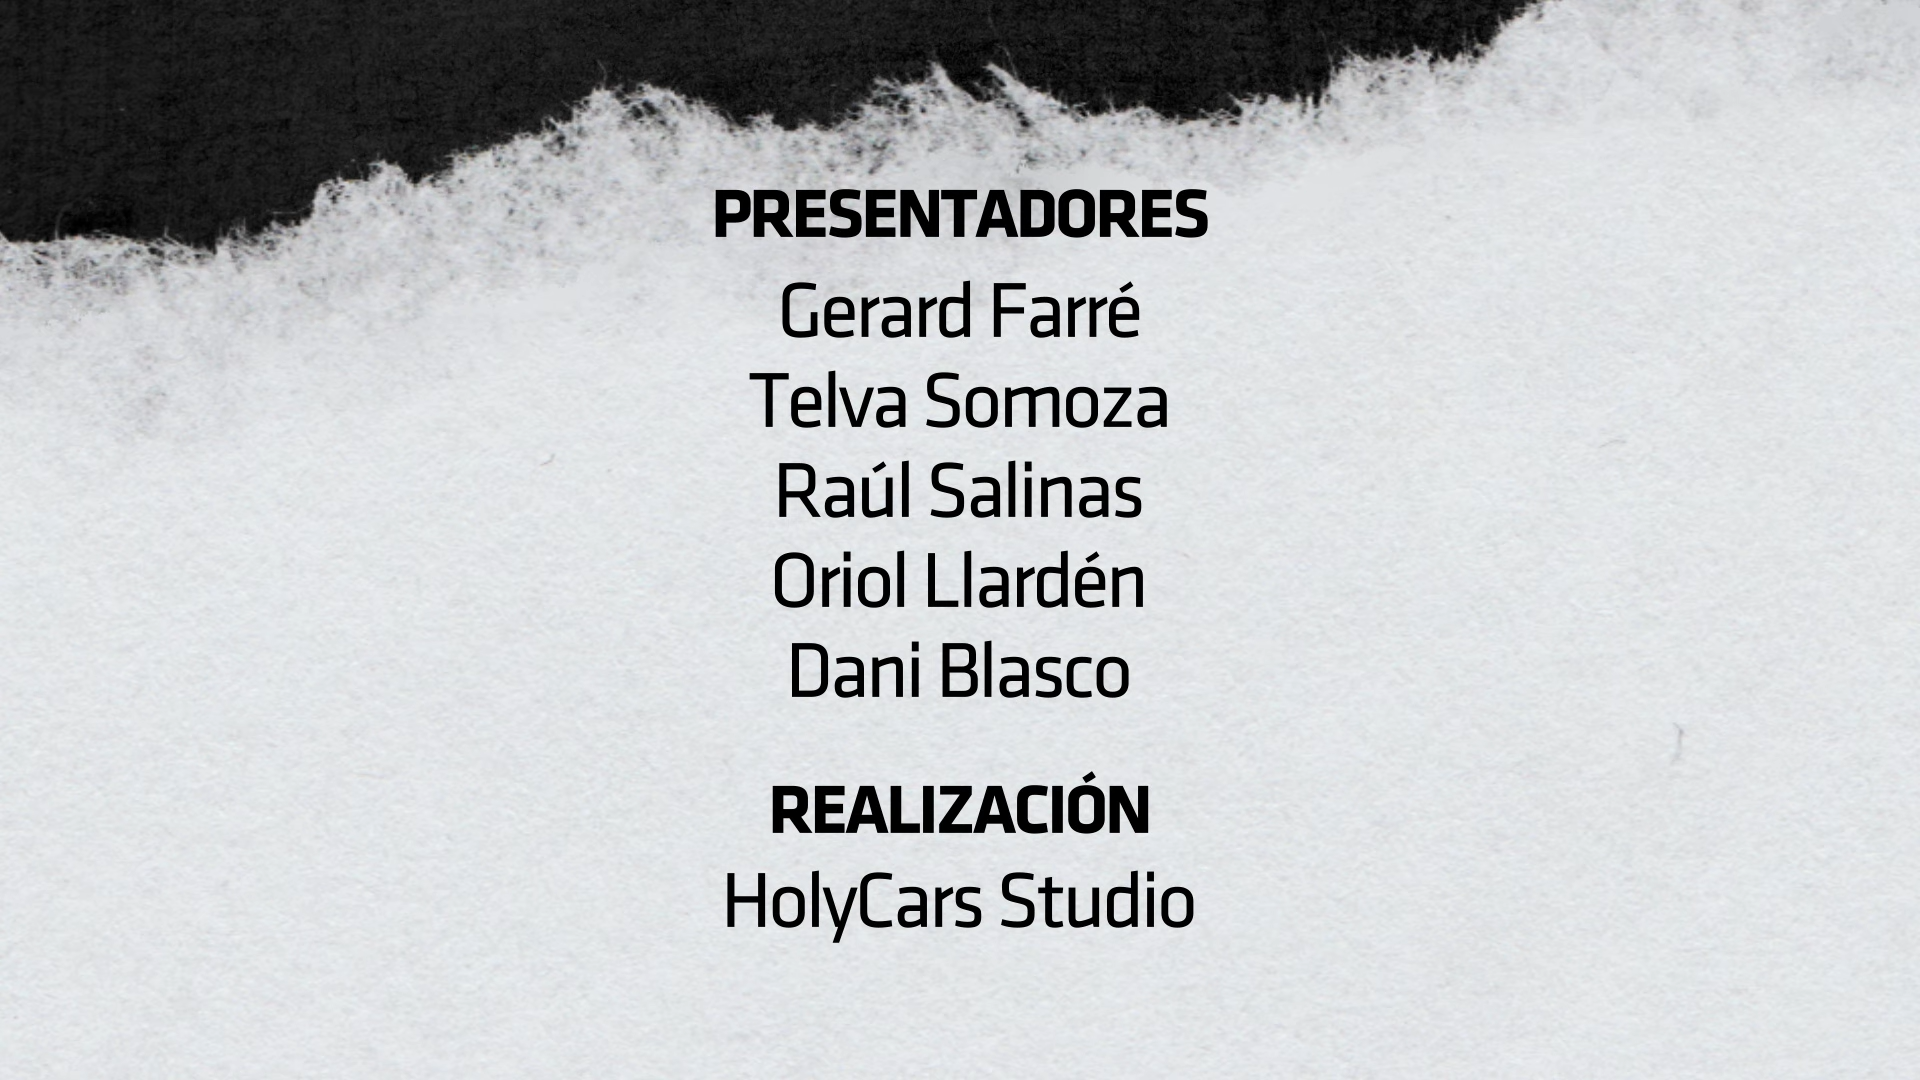 PRESENTADORES
Gerard Farré
Telva Somoza
Raúl Salinas
Oriol Llardén
Dani Blasco
REALIZACIÓN
HolyCars Studio